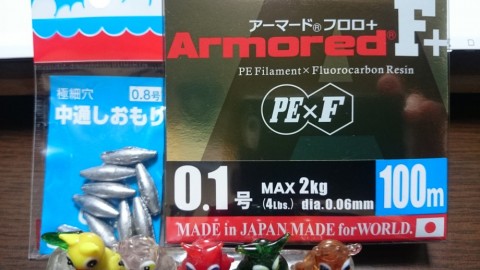 極細穴 0.8号
中通しおもり
アーマード®フロロ+
Armored® F+
PE Filament×Fluorocarbon Resin
PE×F
0.1号 MAX 2kg (4Lbs.) dia.0.06mm 100m
MADE in JAPAN MADE for WORLD.